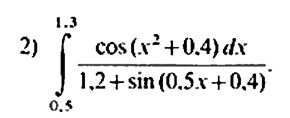 2) ∫_{0.5}^{1.3} cos (x² + 0.4) dx / 1,2 + sin (0.5x + 0,4) .